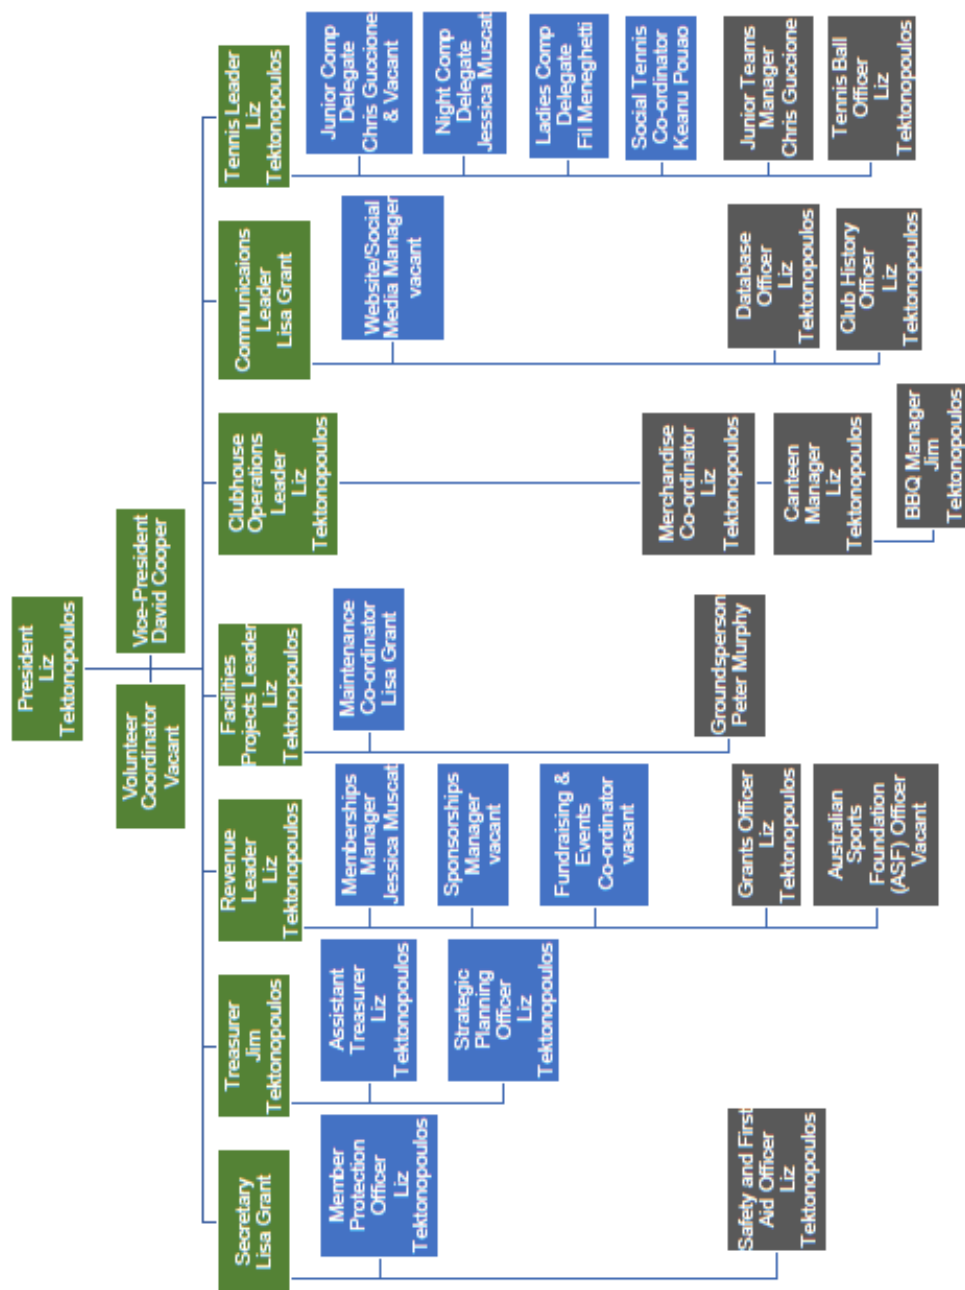 President
Liz
Tektonopoulos
Volunteer
Coordinator
Vacant
Vice-President
David Cooper
Secretary
Lisa Grant
Member
Protection
Officer
Liz
Tektonopoulos
Safety and First
Aid Officer
Liz
Tektonopoulos
Treasurer
Jim
Tektonopoulos
Assistant
Treasurer
Liz
Tektonopoulos
Strategic
Planning
Officer
Liz
Tektonopoulos
Revenue
Leader
Liz
Tektonopoulos
Memberships
Manager
Jessica Muscat
Sponsorships
Manager
vacant
Fundraising &
Events
Co-ordinator
vacant
Grants Officer
Liz
Tektonopoulos
Australian
Sports
Foundation
(ASF) Officer
Vacant
Facilities
Projects Leader
Liz
Tektonopoulos
Maintenance
Co-ordinator
Lisa Grant
Groundsperson
Peter Murphy
Clubhouse
Operations
Leader
Liz
Tektonopoulos
Merchandise
Co-ordinator
Liz
Tektonopoulos
Canteen
Manager
Liz
Tektonopoulos
BBQ Manager
Jim
Tektonopoulos
Communicaions
Leader
Lisa Grant
Website/Social
Media Manager
vacant
Database
Officer
Liz
Tektonopoulos
Club History
Officer
Liz
Tektonopoulos
Tennis Leader
Liz
Tektonopoulos
Junior Comp
Delegate
Chris Guccione
& Vacant
Night Comp
Delegate
Jessica Muscat
Ladies Comp
Delegate
Fil Meneghetti
Social Tennis
Co-ordinator
Keanu Pouao
Junior Teams
Manager
Chris Guccione
Tennis Ball
Officer
Liz
Tektonopoulos